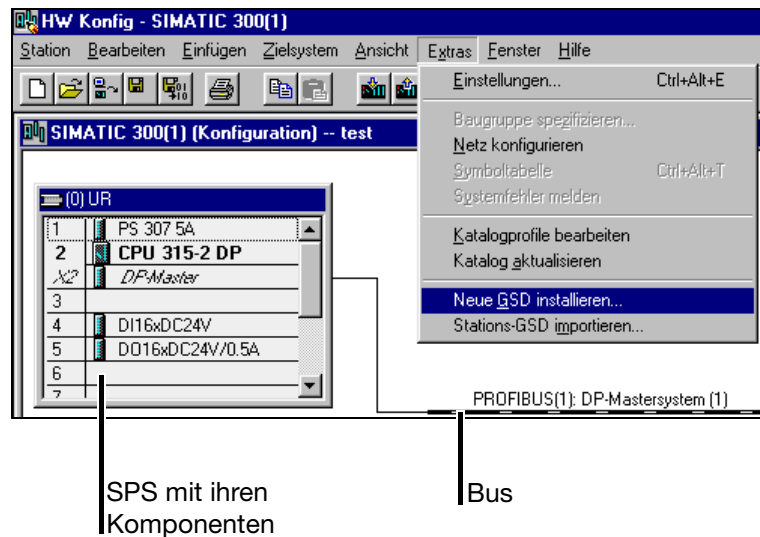 HW Konfig - SIMATIC 300(1)
Station Bearbeiten Einfügen Zielsystem Ansicht Extras Fenster Hilfe
Einstellungen... Ctrl+Alt+E
Baugruppe spezifizieren...
Netz konfigurieren
Symboltabelle Ctrl+Alt+T
Systemfehler melden
Katalogprofile bearbeiten
Katalog aktualisieren
Neue GSD installieren...
Stations-GSD importieren...
SIMATIC 300(1) (Konfiguration) -- test
(0) UR
1 PS 307 5A
2 CPU 315-2 DP
X2 DP-Master
3
4 DI16xDC24V
5 DO16xDC24V/0.5A
6
7
PROFIBUS(1): DP-Mastersystem (1)
SPS mit ihren
Komponenten
Bus